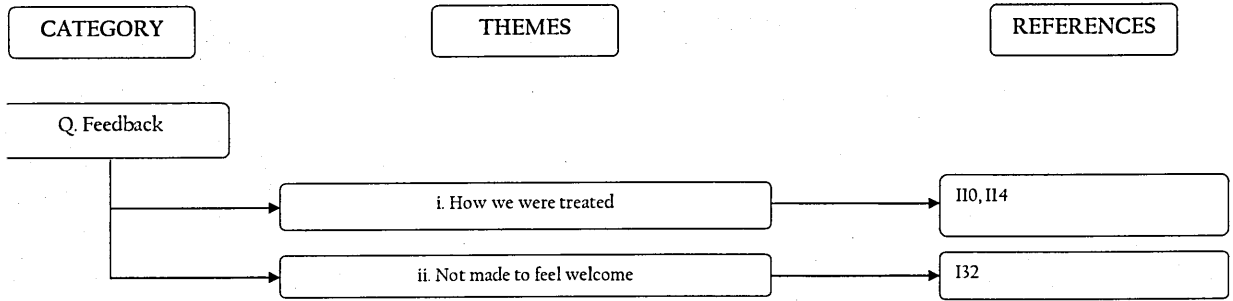 CATEGORY
THEMES
REFERENCES
Q. Feedback
i. How we were treated
I10, I14
ii. Not made to feel welcome
I32